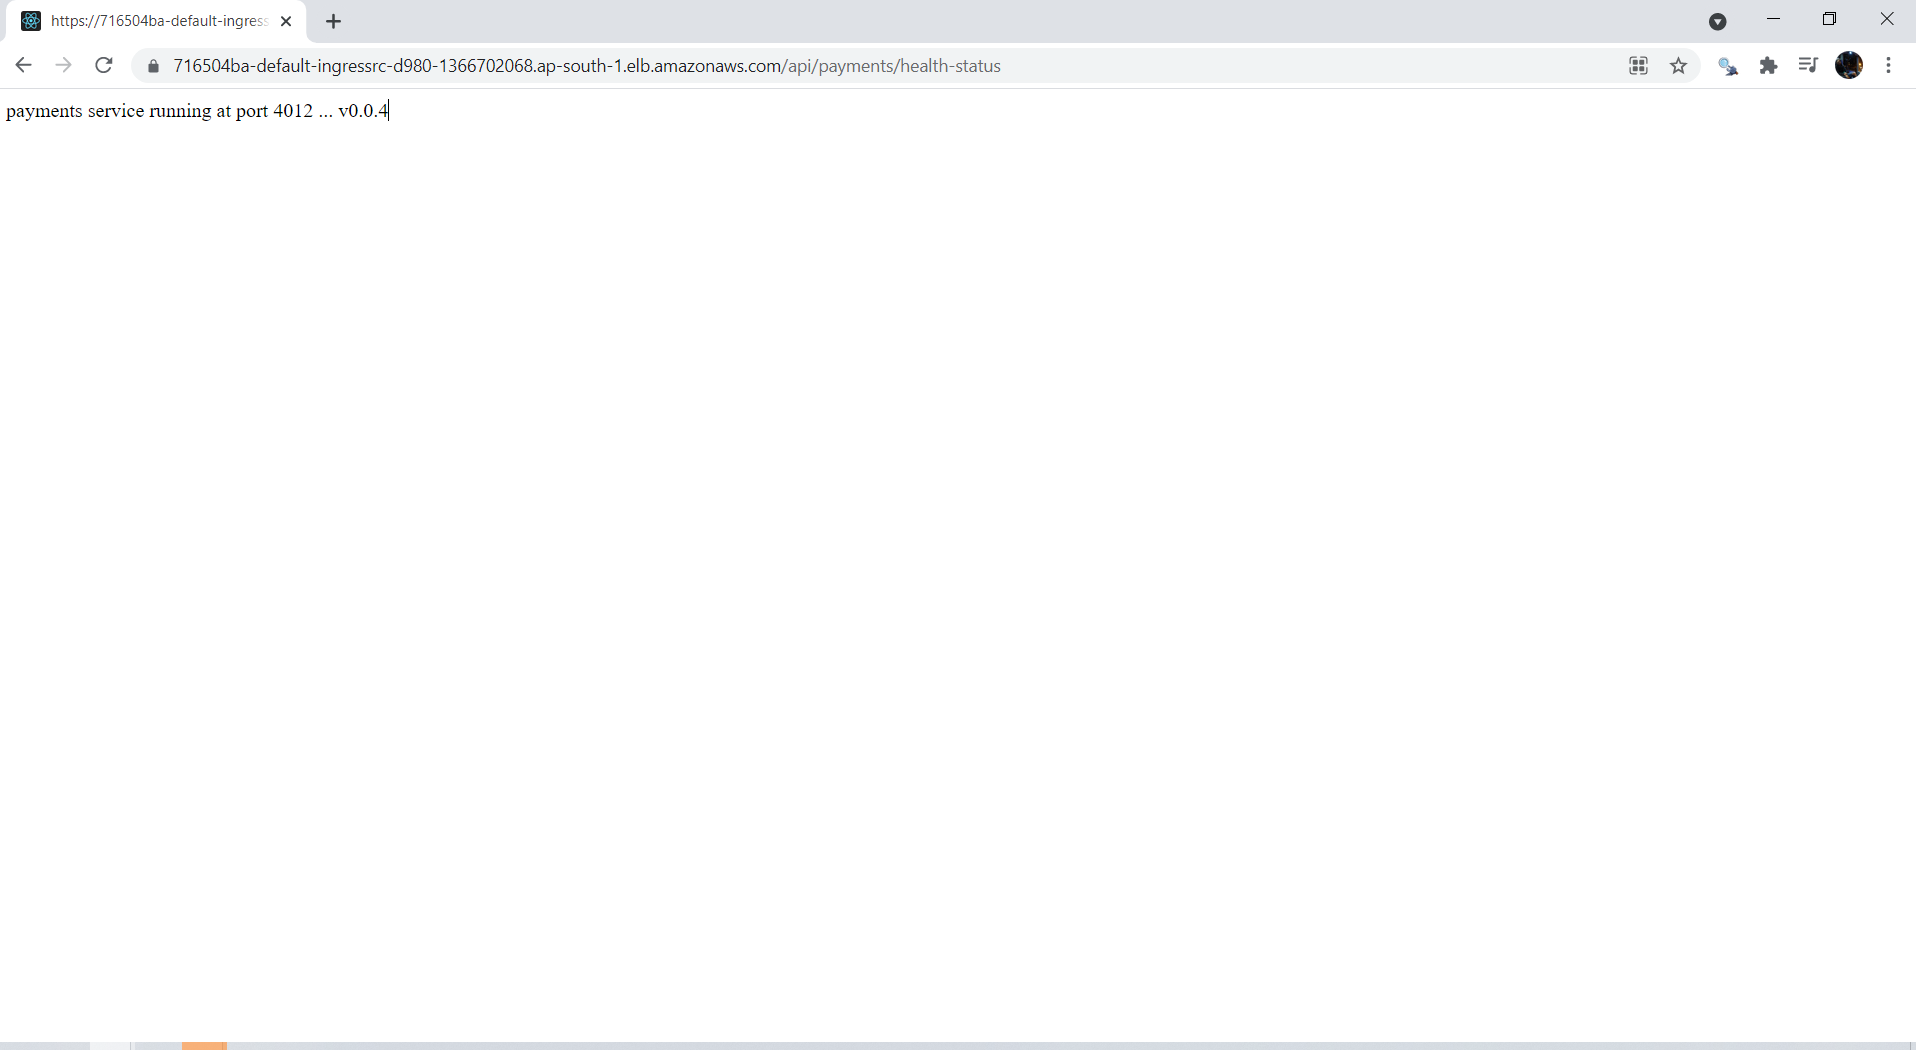 https://716504ba-default-ingress
716504ba-default-ingressrc-d980-1366702068.ap-south-1.elb.amazonaws.com/api/payments/health-status
payments service running at port 4012 ... v0.0.4